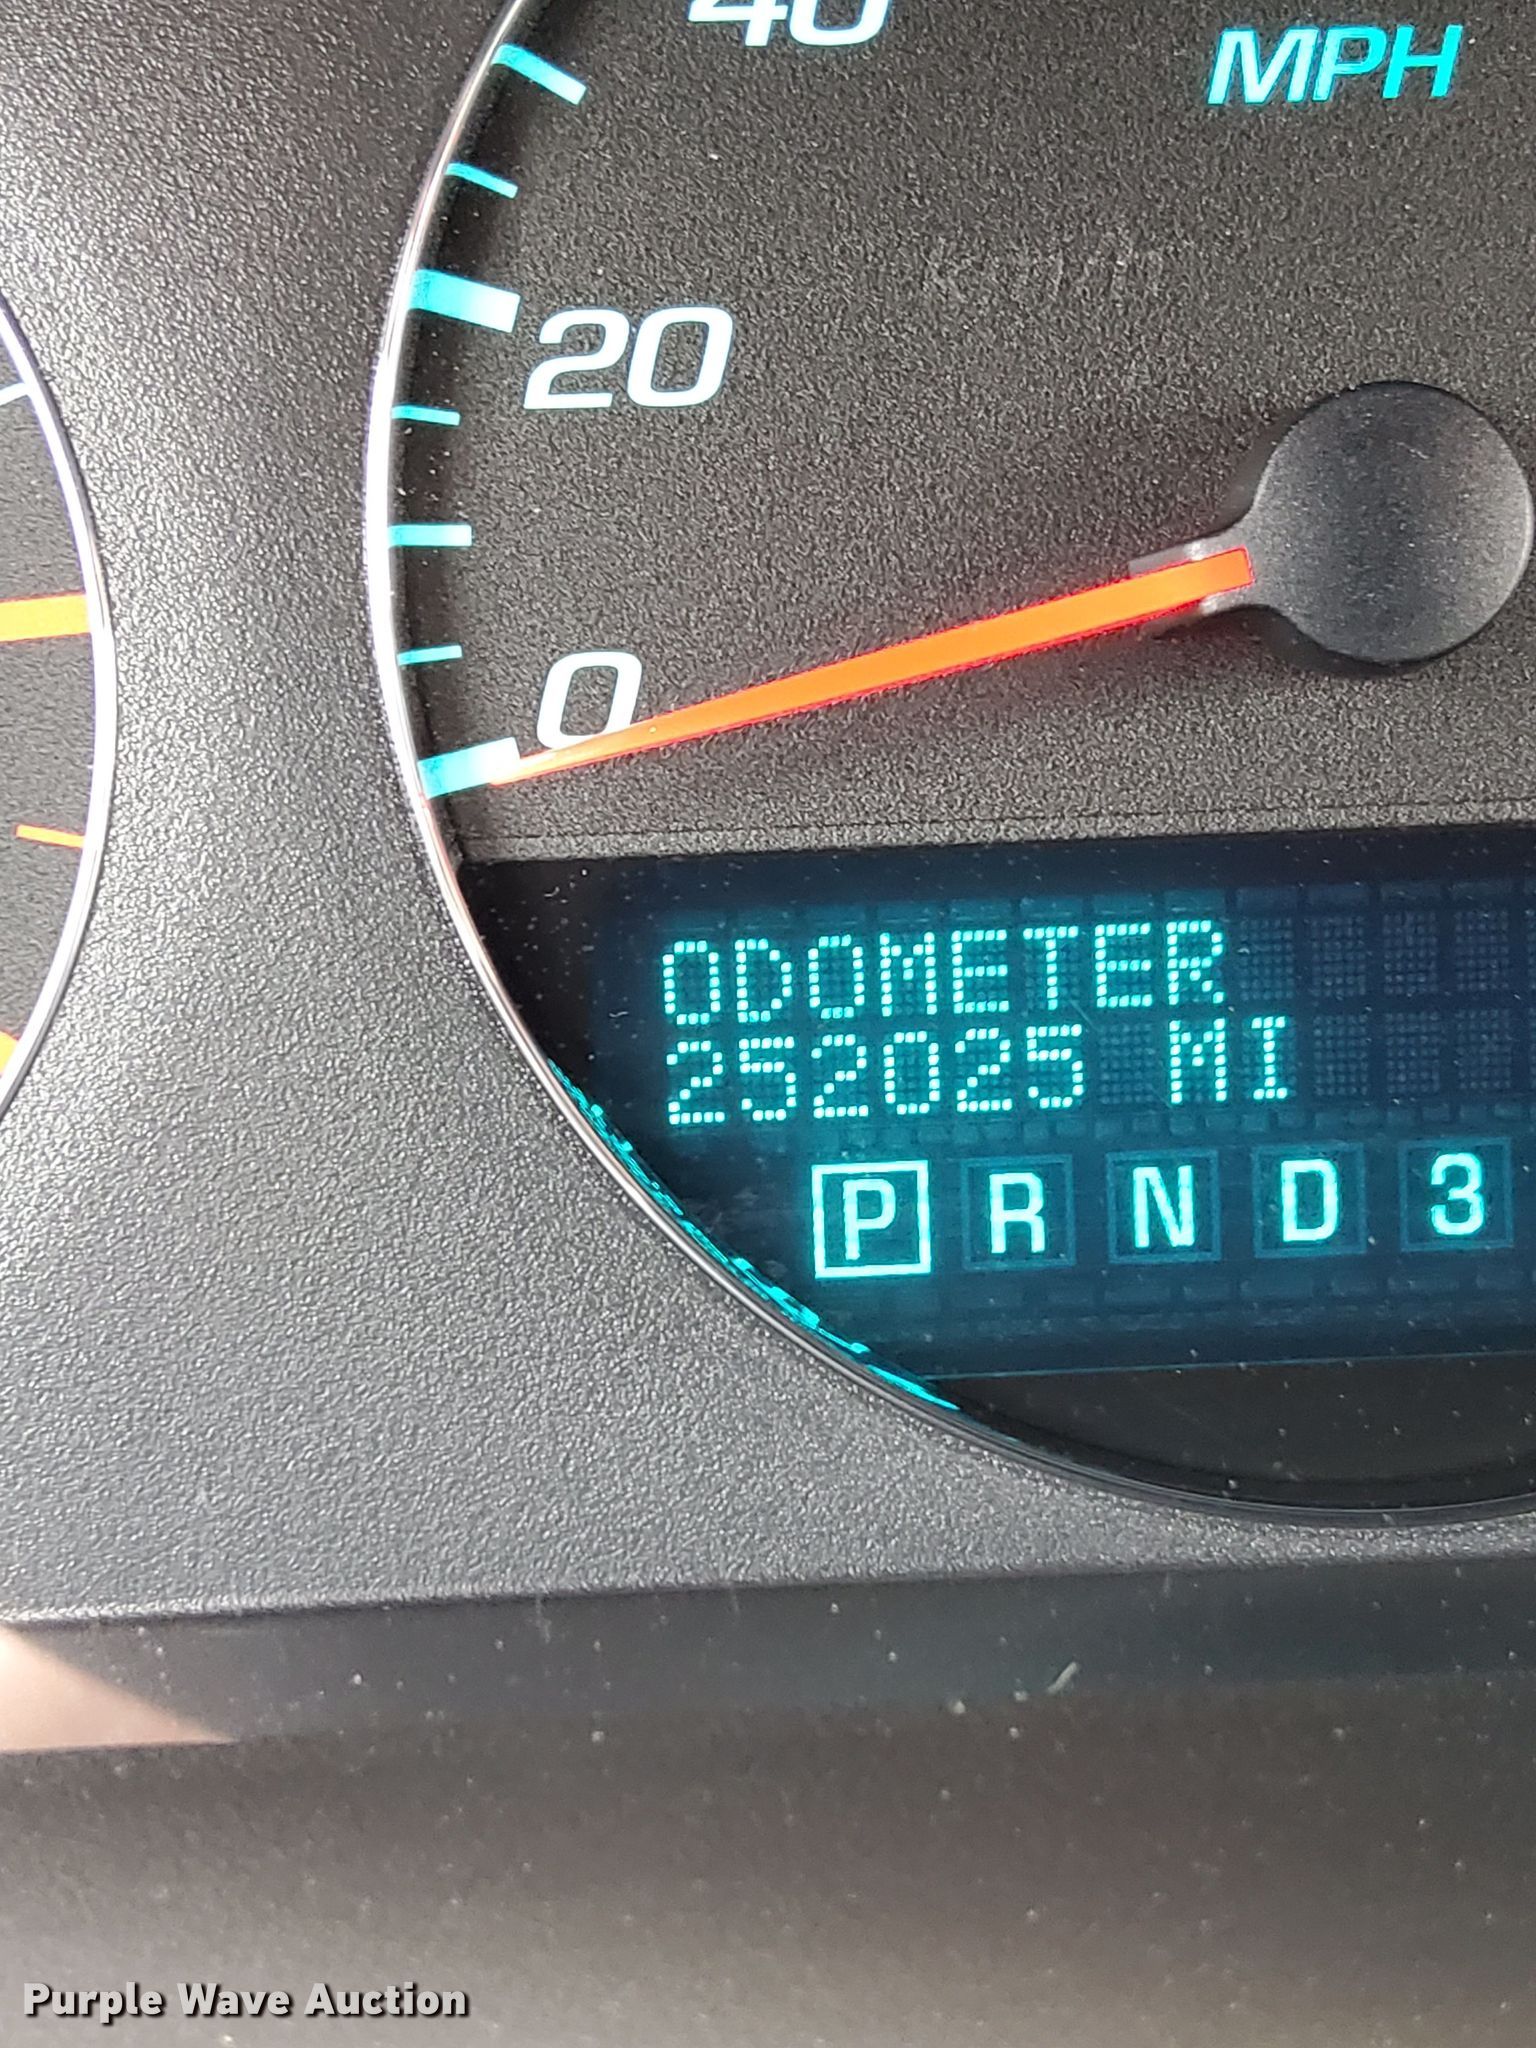 40
MPH
20
0
ODOMETER
252025 MI
P R N D 3
Purple Wave Auction